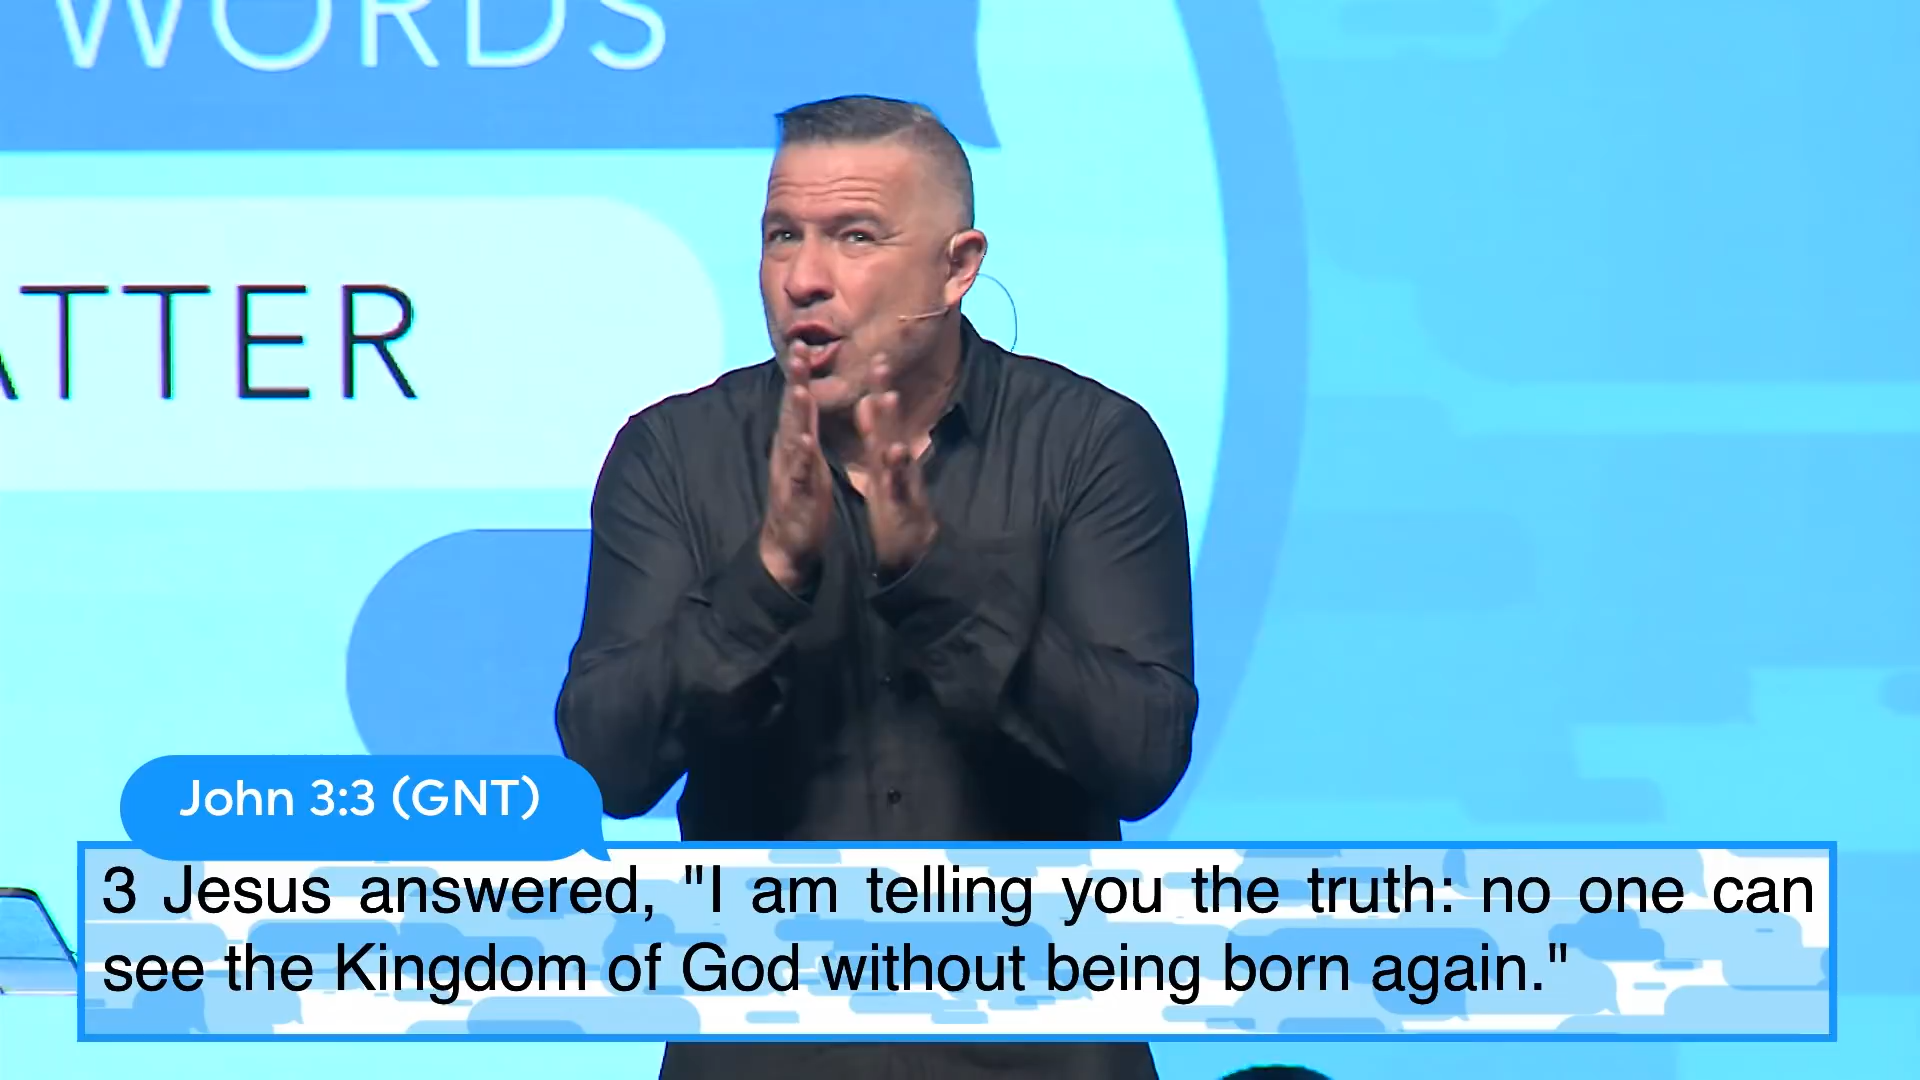 WORDS
ATTER
John 3:3 (GNT)
3 Jesus answered, "I am telling you the truth: no one can
see the Kingdom of God without being born again."